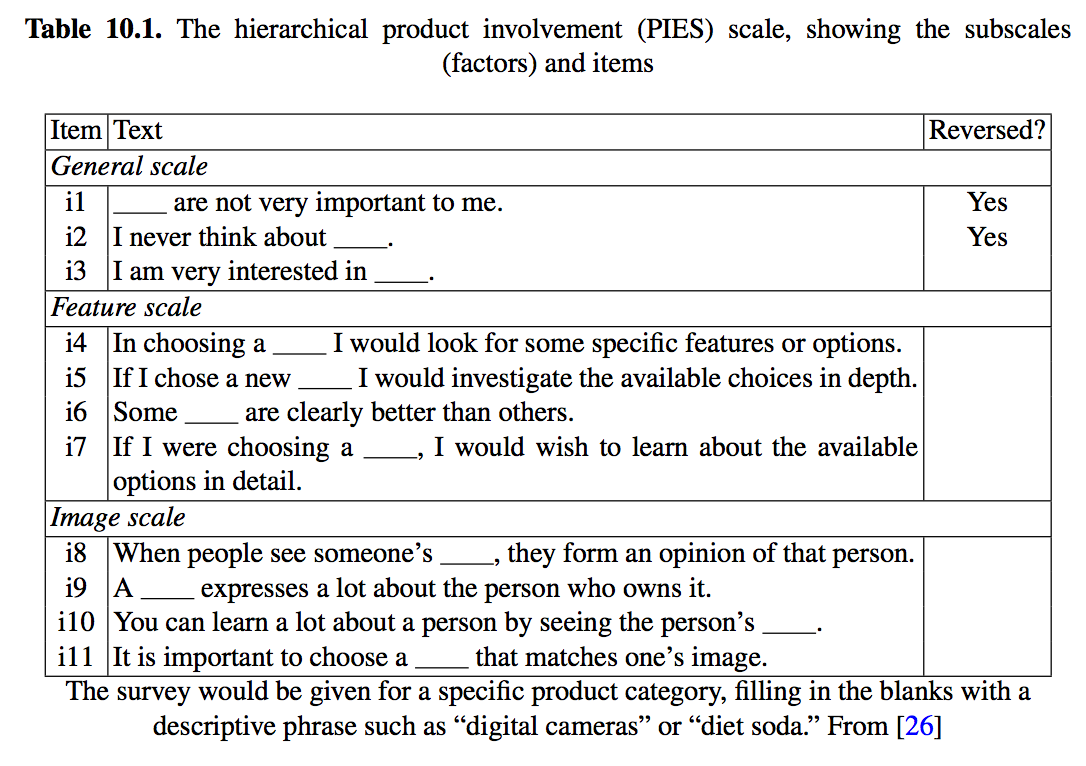 Table 10.1. The hierarchical product involvement (PIES) scale, showing the subscales
(factors) and items
Item Text Reversed?
General scale
i1 ____ are not very important to me. Yes
i2 I never think about ____. Yes
i3 I am very interested in ____.
Feature scale
i4 In choosing a ____ I would look for some specific features or options.
i5 If I chose a new ____ I would investigate the available choices in depth.
i6 Some ____ are clearly better than others.
i7 If I were choosing a ____, I would wish to learn about the available
options in detail.
Image scale
i8 When people see someone’s ____, they form an opinion of that person.
i9 A ____ expresses a lot about the person who owns it.
i10 You can learn a lot about a person by seeing the person’s ____.
i11 It is important to choose a ____ that matches one’s image.
The survey would be given for a specific product category, filling in the blanks with a
descriptive phrase such as “digital cameras” or “diet soda.” From [26]